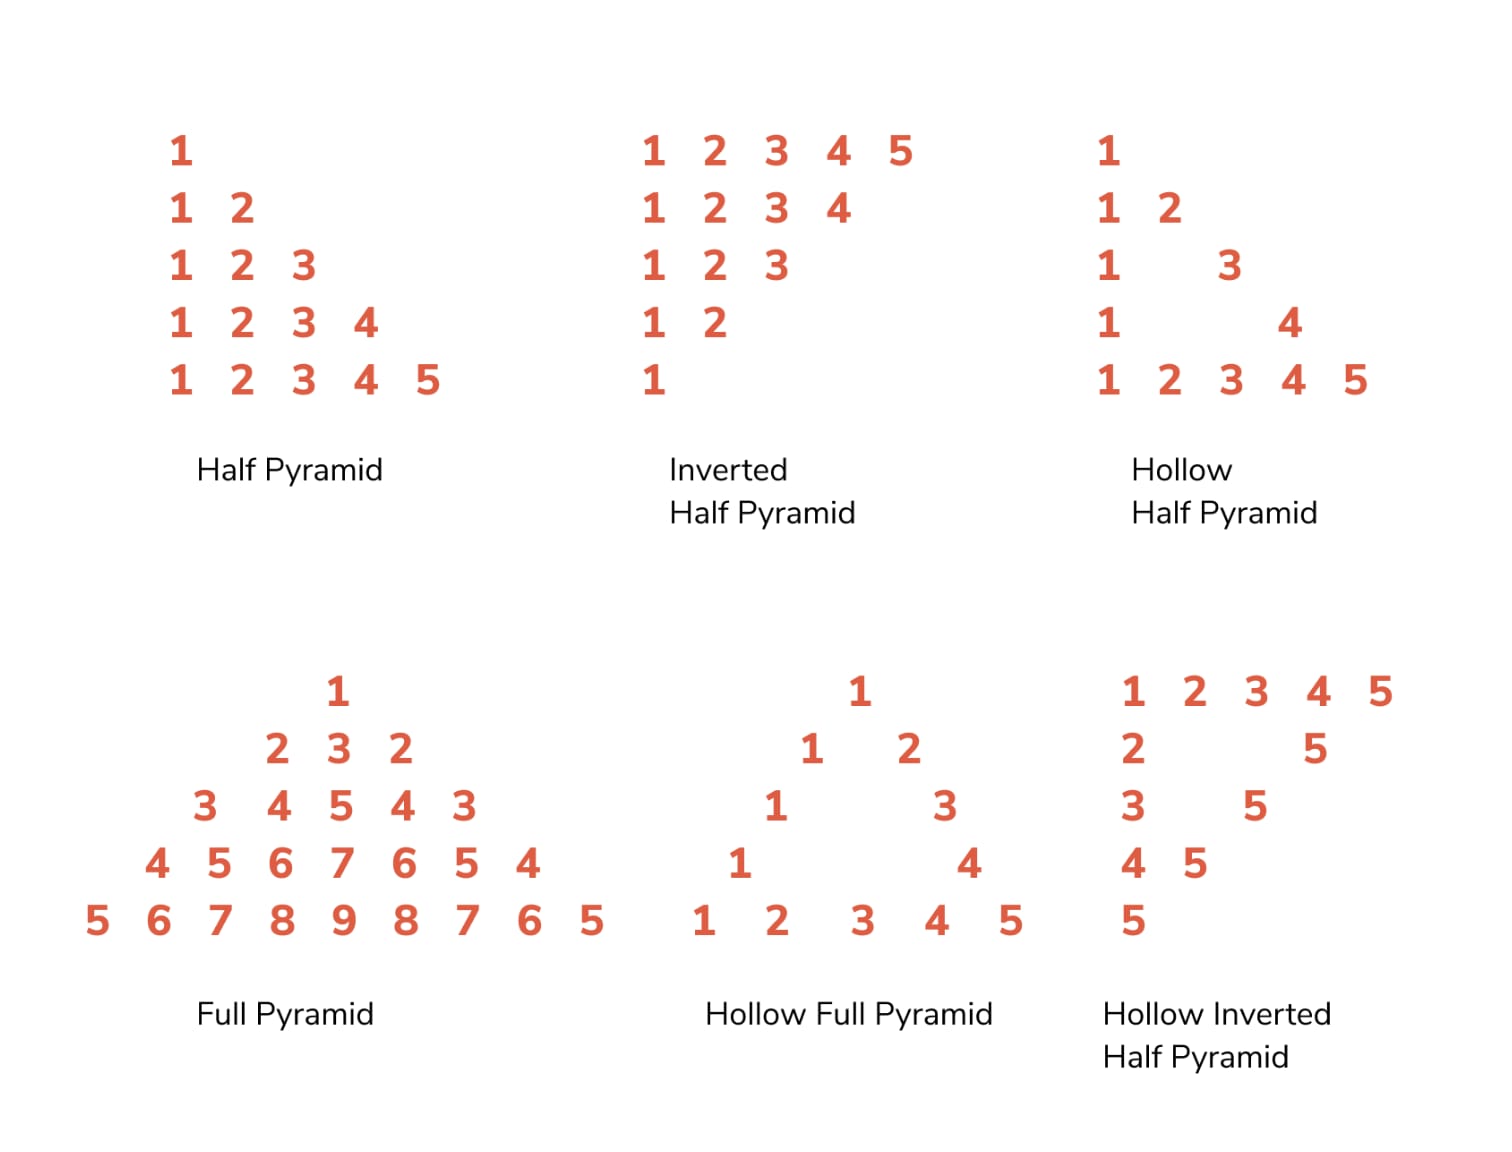 1
1 2
1 2 3
1 2 3 4
1 2 3 4 5
Half Pyramid
1 2 3 4 5
1 2 3 4
1 2 3
1 2
1
Inverted
Half Pyramid
1
1 2
1 3
1 4
1 2 3 4 5
Hollow
Half Pyramid
1
2 3 2
3 4 5 4 3
4 5 6 7 6 5 4
5 6 7 8 9 8 7 6 5
Full Pyramid
1
1 2
1 3
1 4
1 2 3 4 5
Hollow Full Pyramid
1 2 3 4 5
2 5
3 5
4 5
5
Hollow Inverted
Half Pyramid